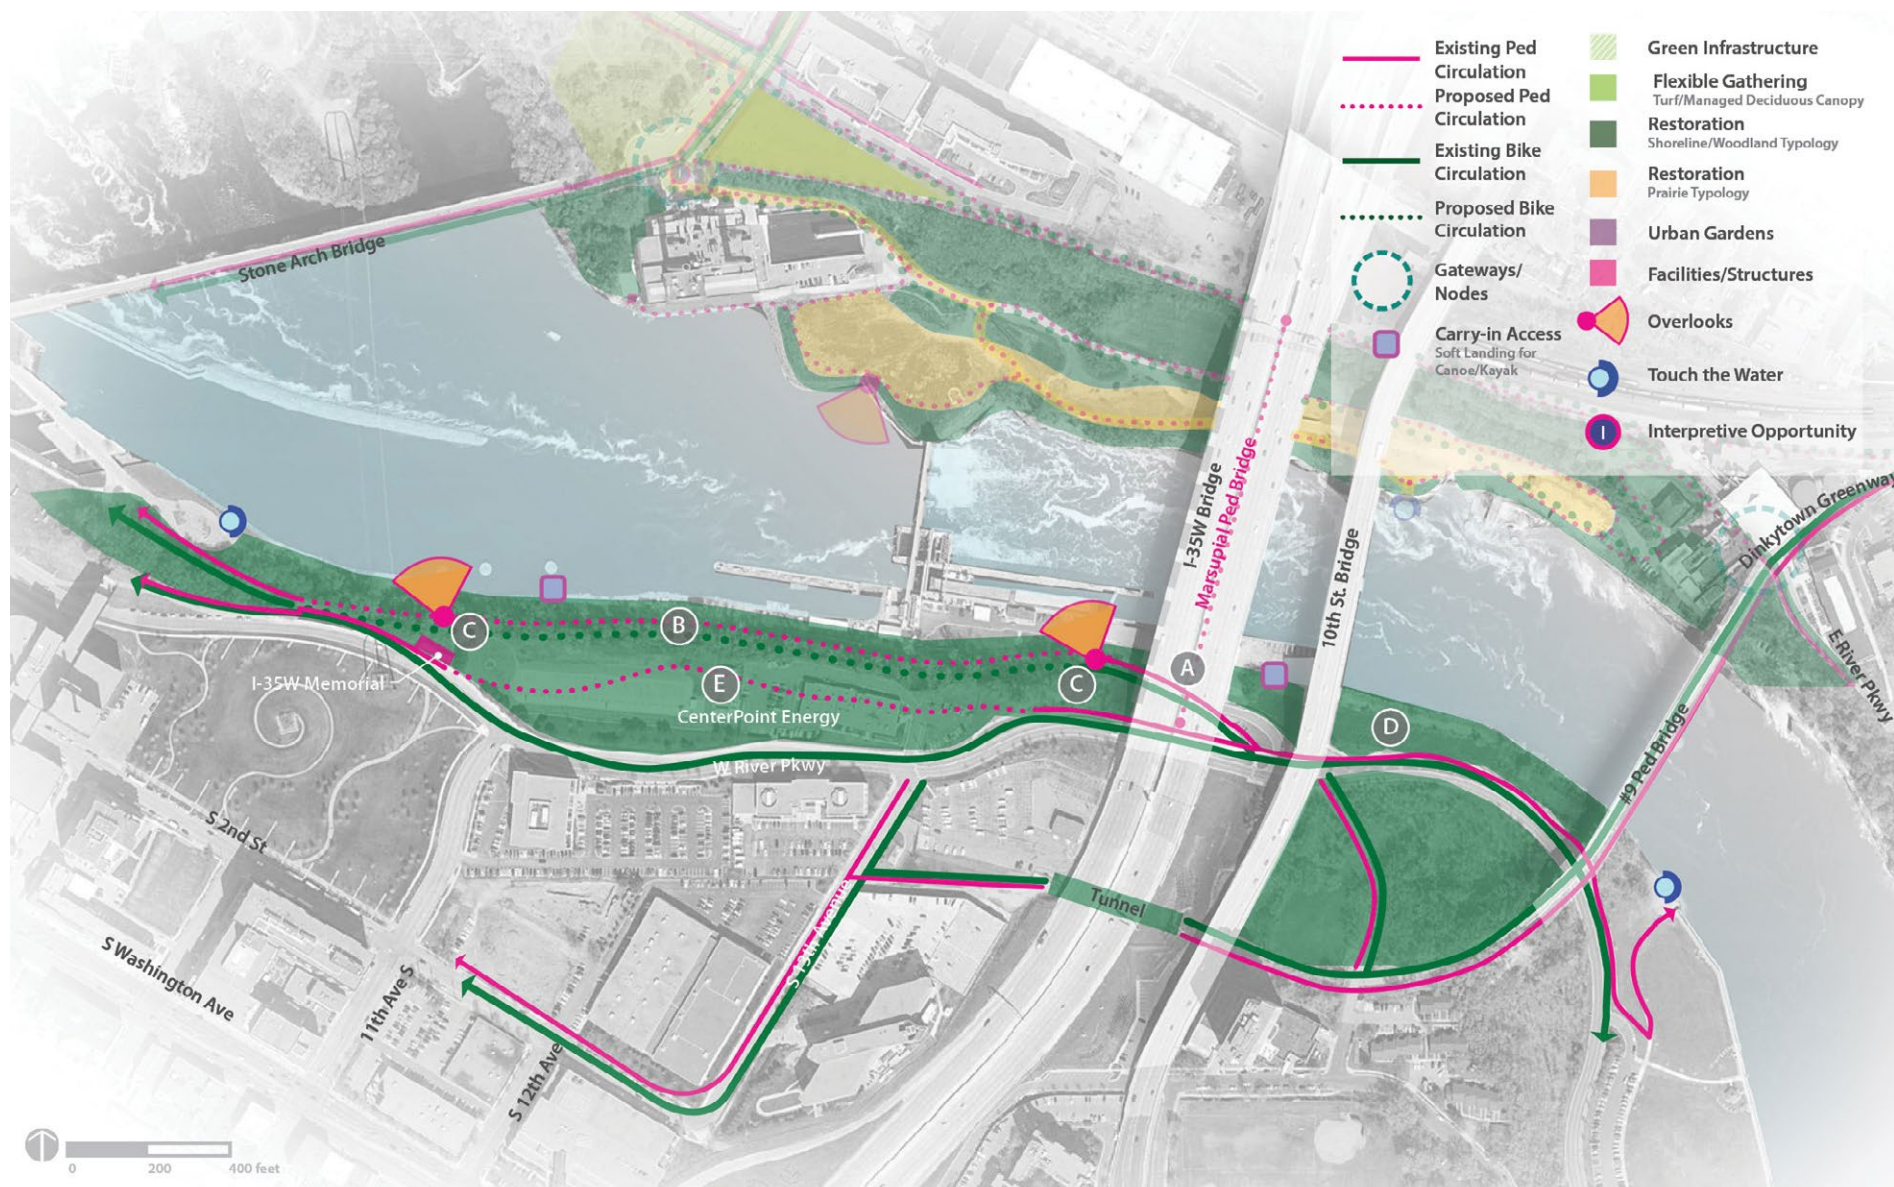 Existing Ped
Circulation
Proposed Ped
Circulation
Existing Bike
Circulation
Proposed Bike
Circulation
Gateways/
Nodes
Carry-in Access
Soft Landing for
Canoe/Kayak
Green Infrastructure
Flexible Gathering
Turf/Managed Deciduous Canopy
Restoration
Shoreline/Woodland Typology
Restoration
Prairie Typology
Urban Gardens
Facilities/Structures
Overlooks
Touch the Water
I
Interpretive Opportunity
Stone Arch Bridge
I-35W Bridge
Marsupial Ped Bridge
10th St. Bridge
Dinkytown Greenway
E River Pkwy
#9 Ped Bridge
C
B
E
C
A
D
I-35W Memorial
CenterPoint Energy
W River Pkwy
S 2nd St
S Washington Ave
11th Ave S
S 12th Ave
S 13th Avenue
Tunnel
0
200
400 feet